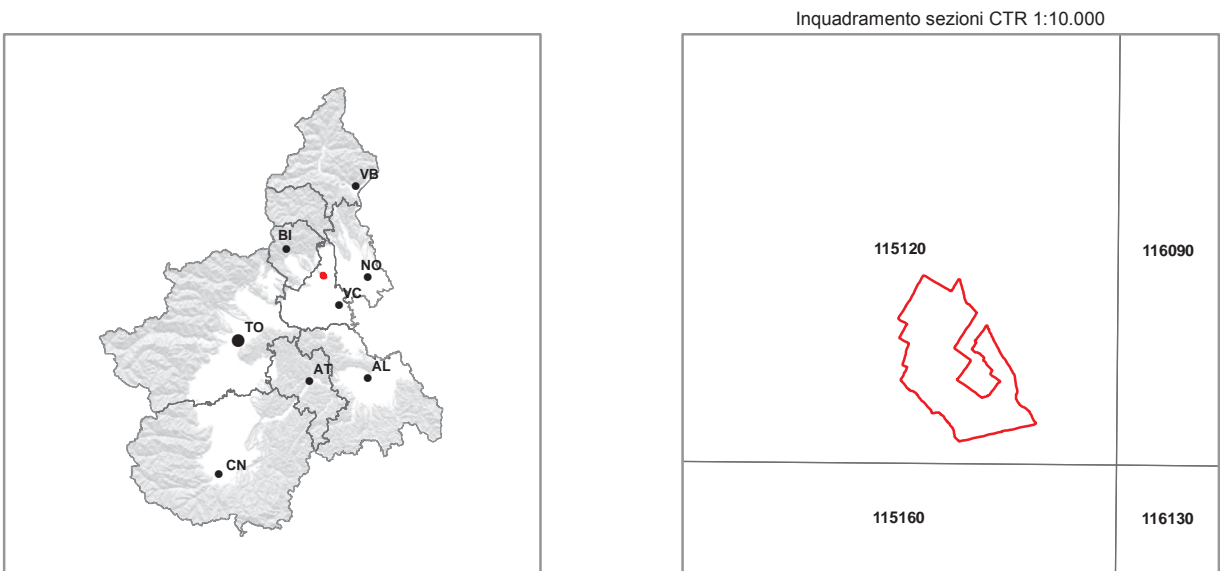 Inquadramento sezioni CTR 1:10.000
VB
BI
NO
VC
TO
AT
AL
CN
115120
116090
115160
116130